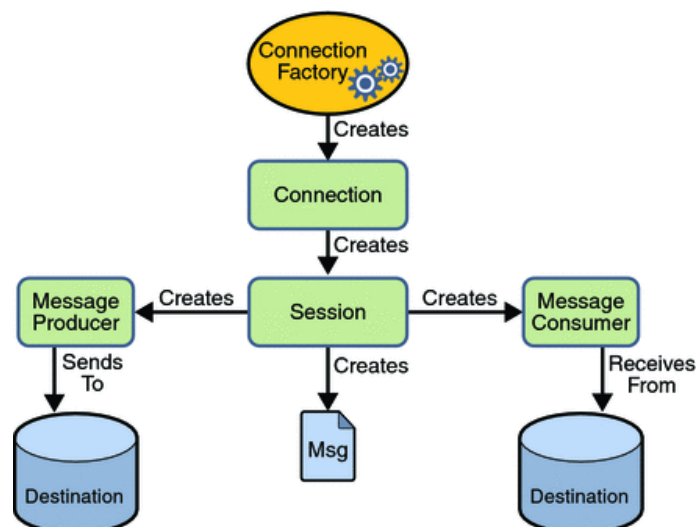 Connection
Factory
Creates
Connection
Creates
Message
Producer
Creates
Session
Creates
Message
Consumer
Sends
To
Creates
Receives
From
Msg
Destination
Destination